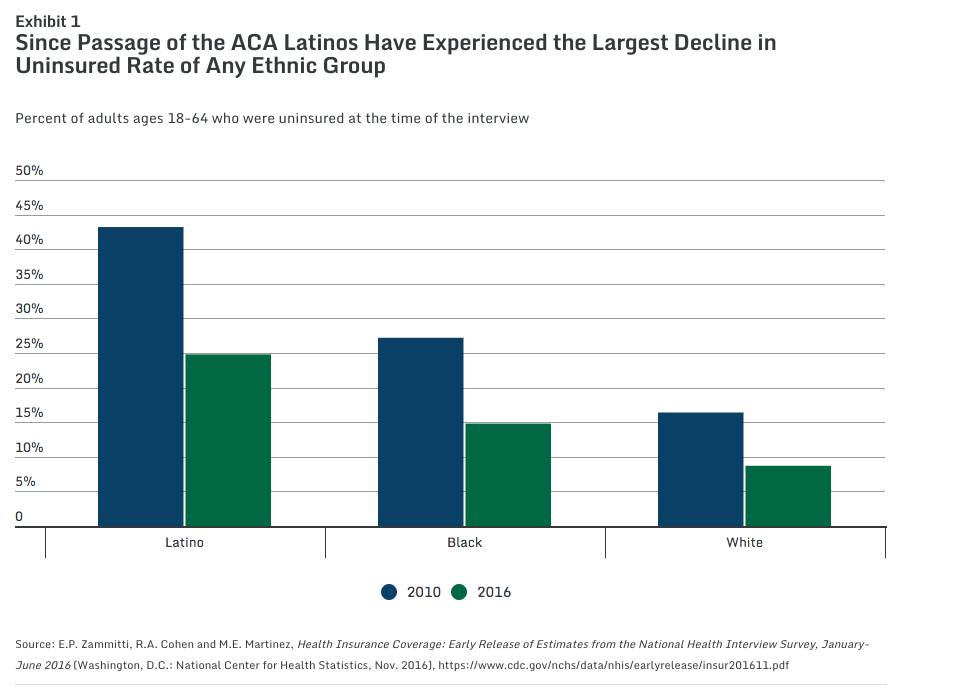 Exhibit 1
Since Passage of the ACA Latinos Have Experienced the Largest Decline in
Uninsured Rate of Any Ethnic Group
Percent of adults ages 18-64 who were uninsured at the time of the interview
50%
45%
40%
35%
30%
25%
20%
15%
10%
5%
0
Latino Black White
2010 2016
Source: E.P. Zammitti, R.A. Cohen and M.E. Martinez, Health Insurance Coverage: Early Release of Estimates from the National Health Interview Survey, January-
June 2016 (Washington, D.C.: National Center for Health Statistics, Nov. 2016), https://www.cdc.gov/nchs/data/nhis/earlyrelease/insur201611.pdf